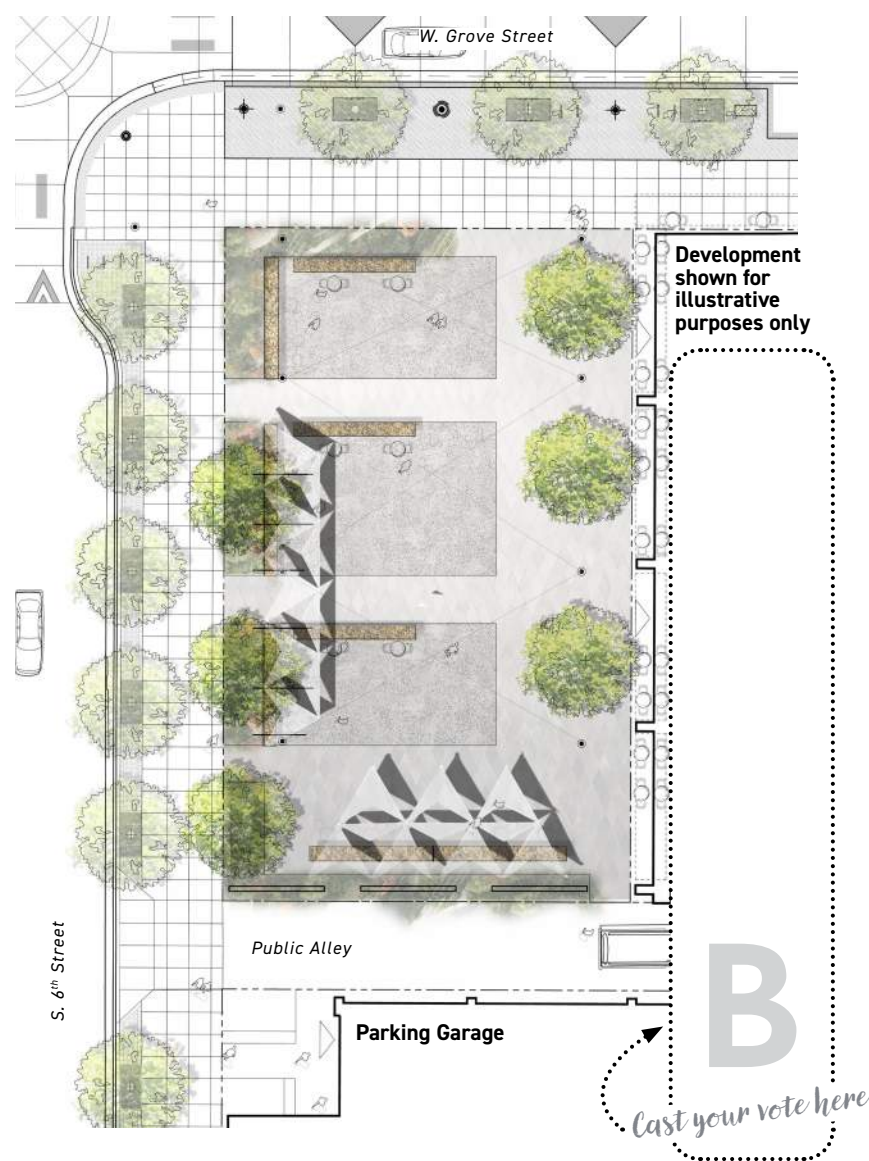 W. Grove Street
Development
shown for
illustrative
purposes only
S. 6th Street
Public Alley
Parking Garage
B
Cast your vote here